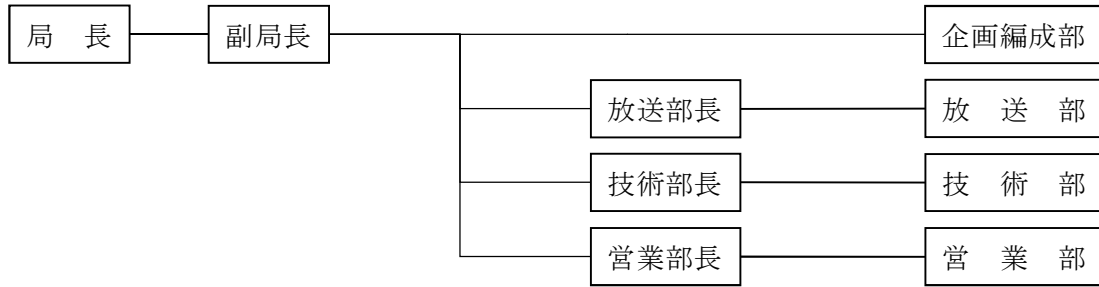 局　長　副局長　企画編成部
放送部長　放　送　部
技術部長　技　術　部
営業部長　営　業　部